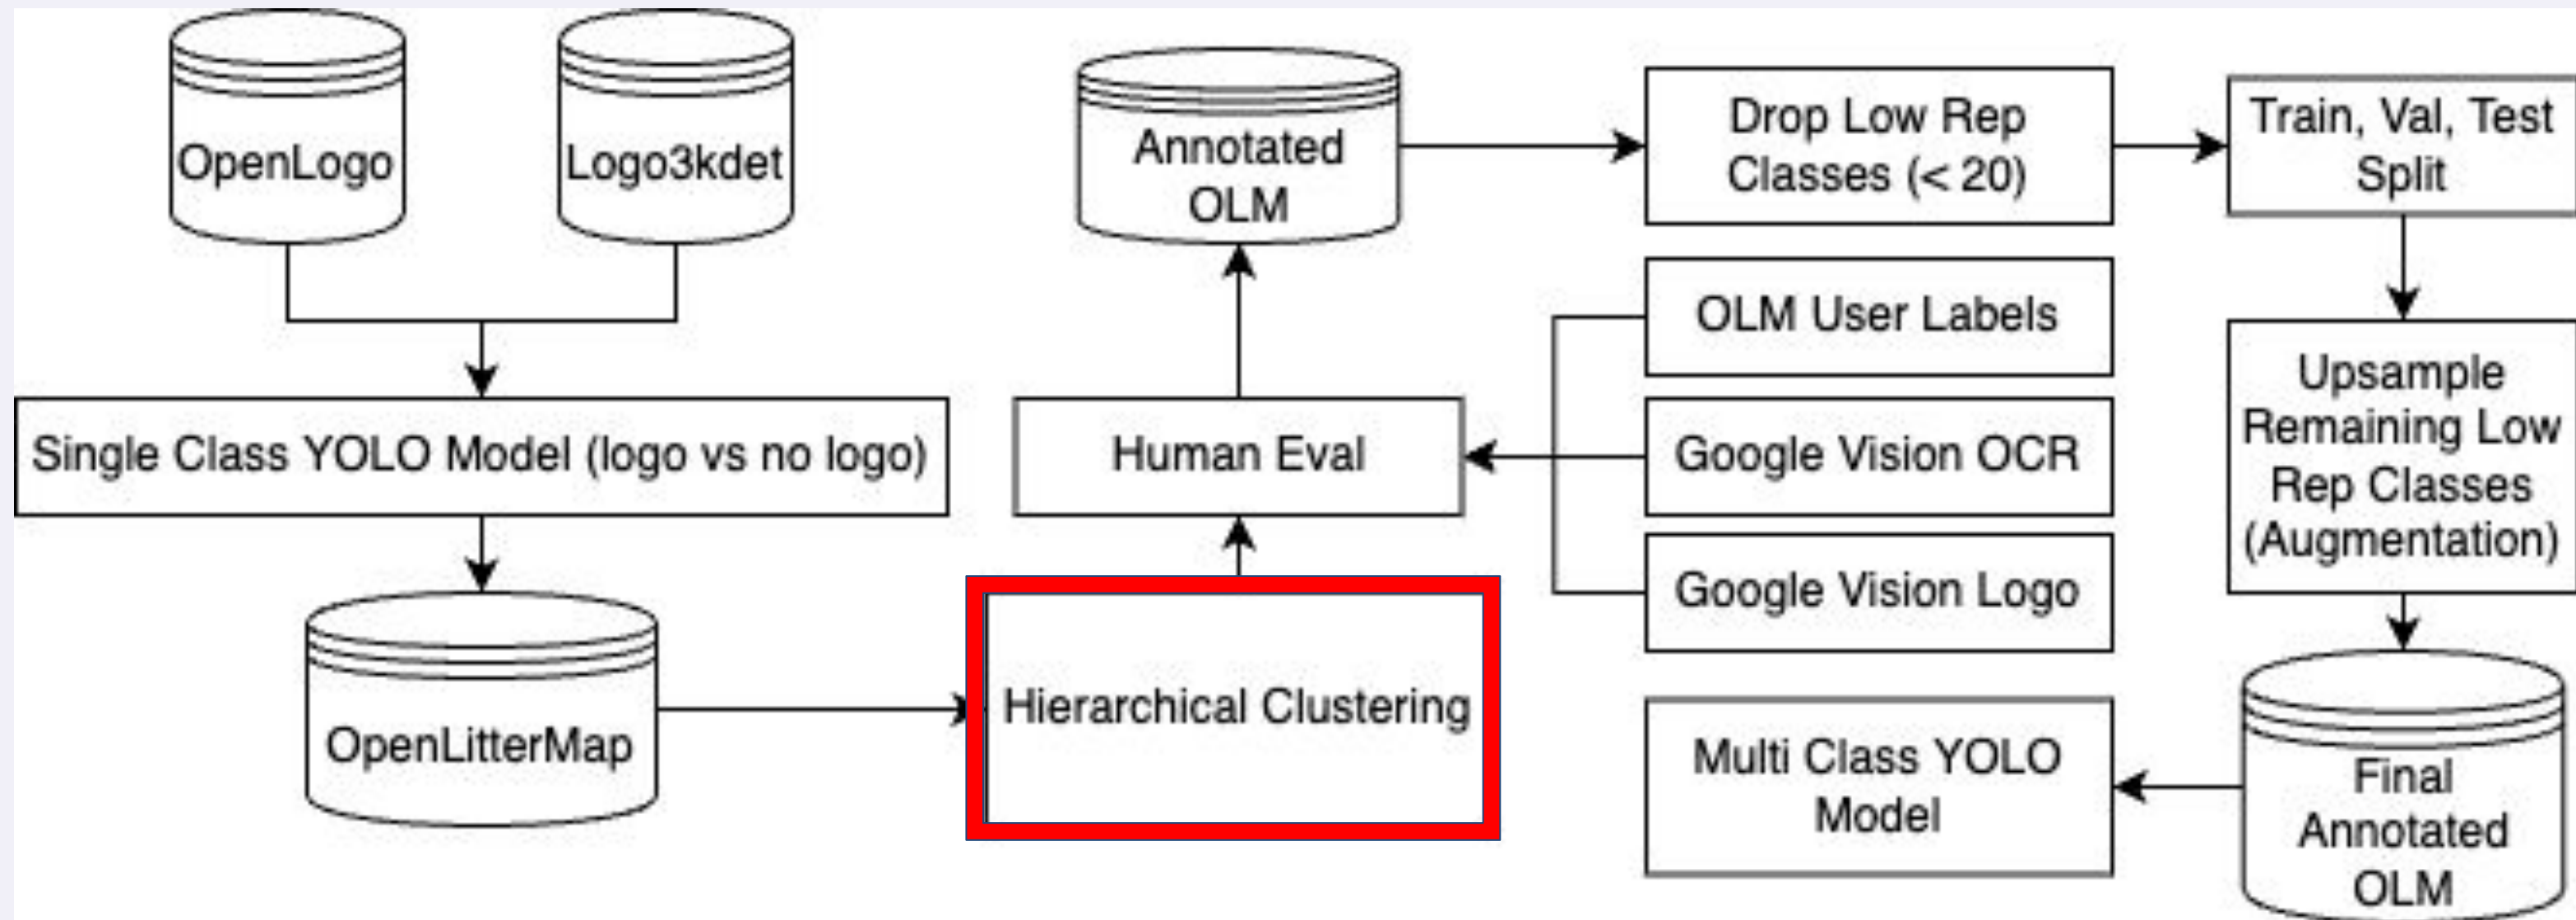 OpenLogo
Logo3kdet
Single Class YOLO Model (logo vs no logo)
OpenLitterMap
Hierarchical Clustering
Human Eval
OLM User Labels
Google Vision OCR
Google Vision Logo
Annotated
OLM
Drop Low Rep
Classes (< 20)
Train, Val, Test
Split
Upsample
Remaining Low
Rep Classes
(Augmentation)
Final
Annotated
OLM
Multi Class YOLO
Model